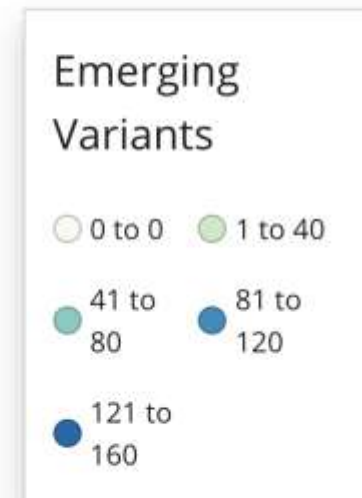 Emerging
Variants
0 to 0
1 to 40
41 to
80
81 to
120
121 to
160